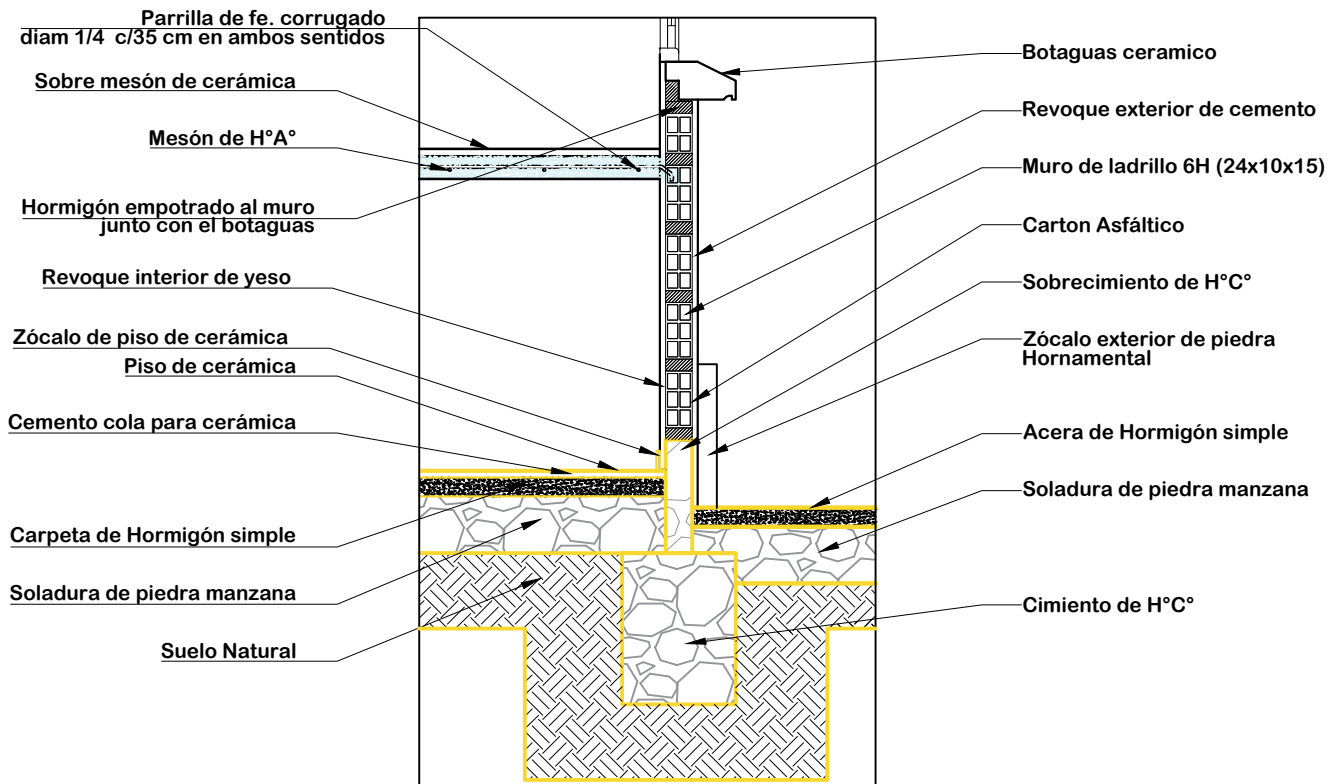 Parrilla de fe. corrugado
diam 1/4 c/35 cm en ambos sentidos
Sobre mesón de cerámica
Mesón de H°A°
Hormigón empotrado al muro
junto con el botaguas
Revoque interior de yeso
Zócalo de piso de cerámica
Piso de cerámica
Cemento cola para cerámica
Carpeta de Hormigón simple
Soladura de piedra manzana
Suelo Natural
Botaguas ceramico
Revoque exterior de cemento
Muro de ladrillo 6H (24x10x15)
Carton Asfáltico
Sobrecimiento de H°C°
Zócalo exterior de piedra
Hornamental
Acera de Hormigón simple
Soladura de piedra manzana
Cimiento de H°C°